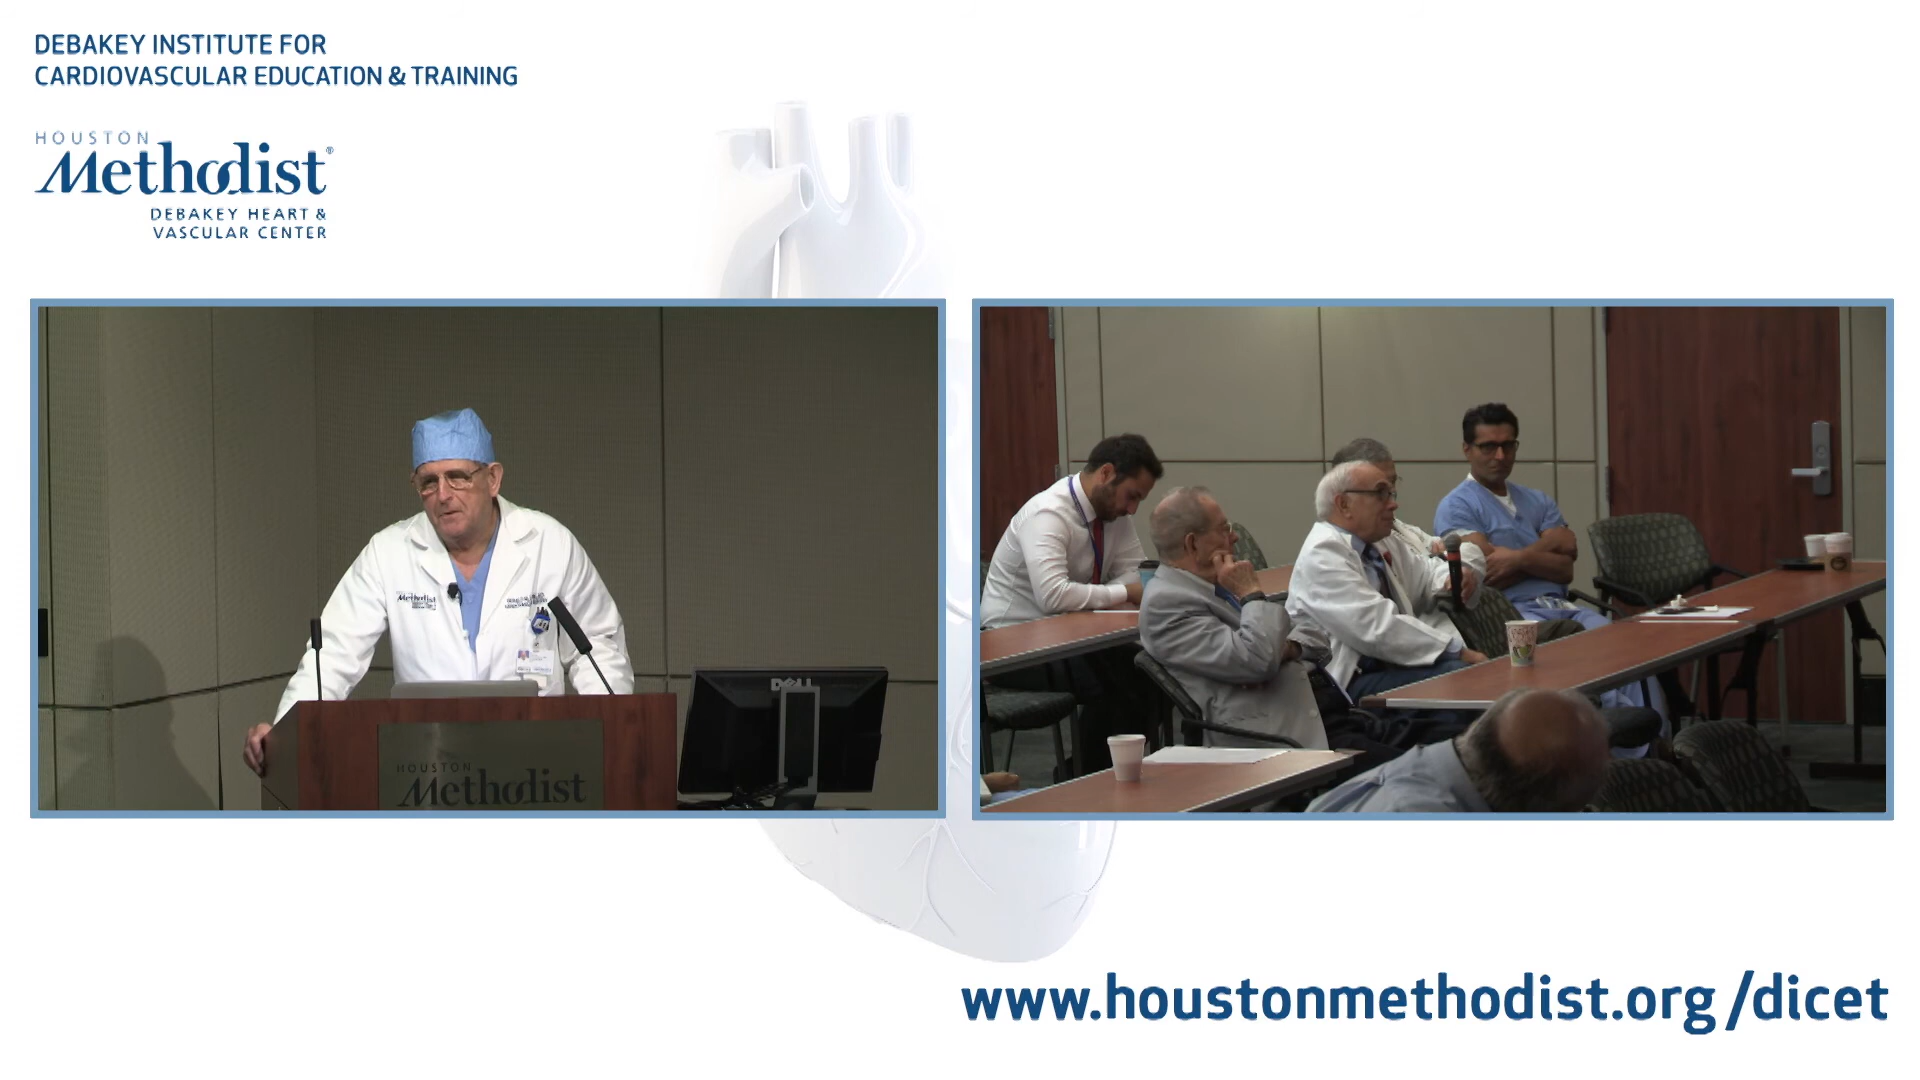 DEBAKEY INSTITUTE FOR
CARDIOVASCULAR EDUCATION & TRAINING
HOUSTON
Methodist®
DEBAKEY HEART &
VASCULAR CENTER
Methodist
DELL
HOUSTON
Methodist
www.houstonmethodist.org/dicet